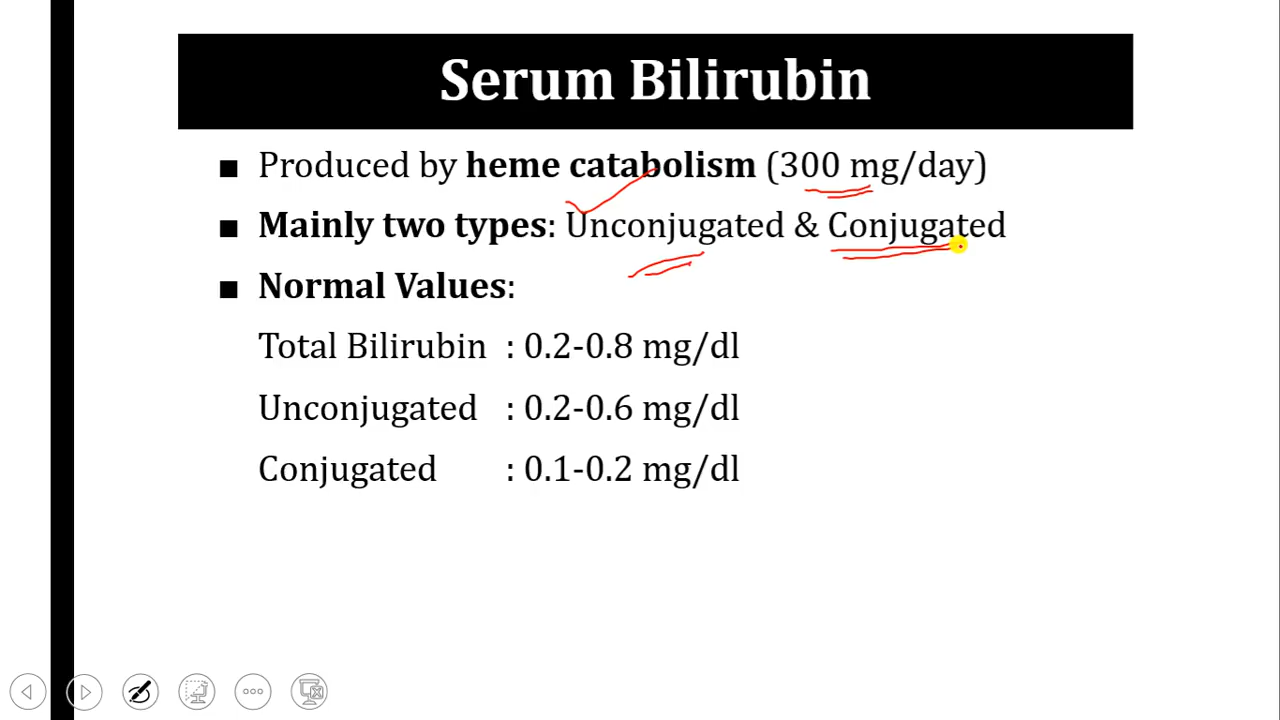 Serum Bilirubin
■ Produced by heme catabolism (300 mg/day)
■ Mainly two types: Unconjugated & Conjugated
■ Normal Values:
Total Bilirubin : 0.2-0.8 mg/dl
Unconjugated : 0.2-0.6 mg/dl
Conjugated : 0.1-0.2 mg/dl